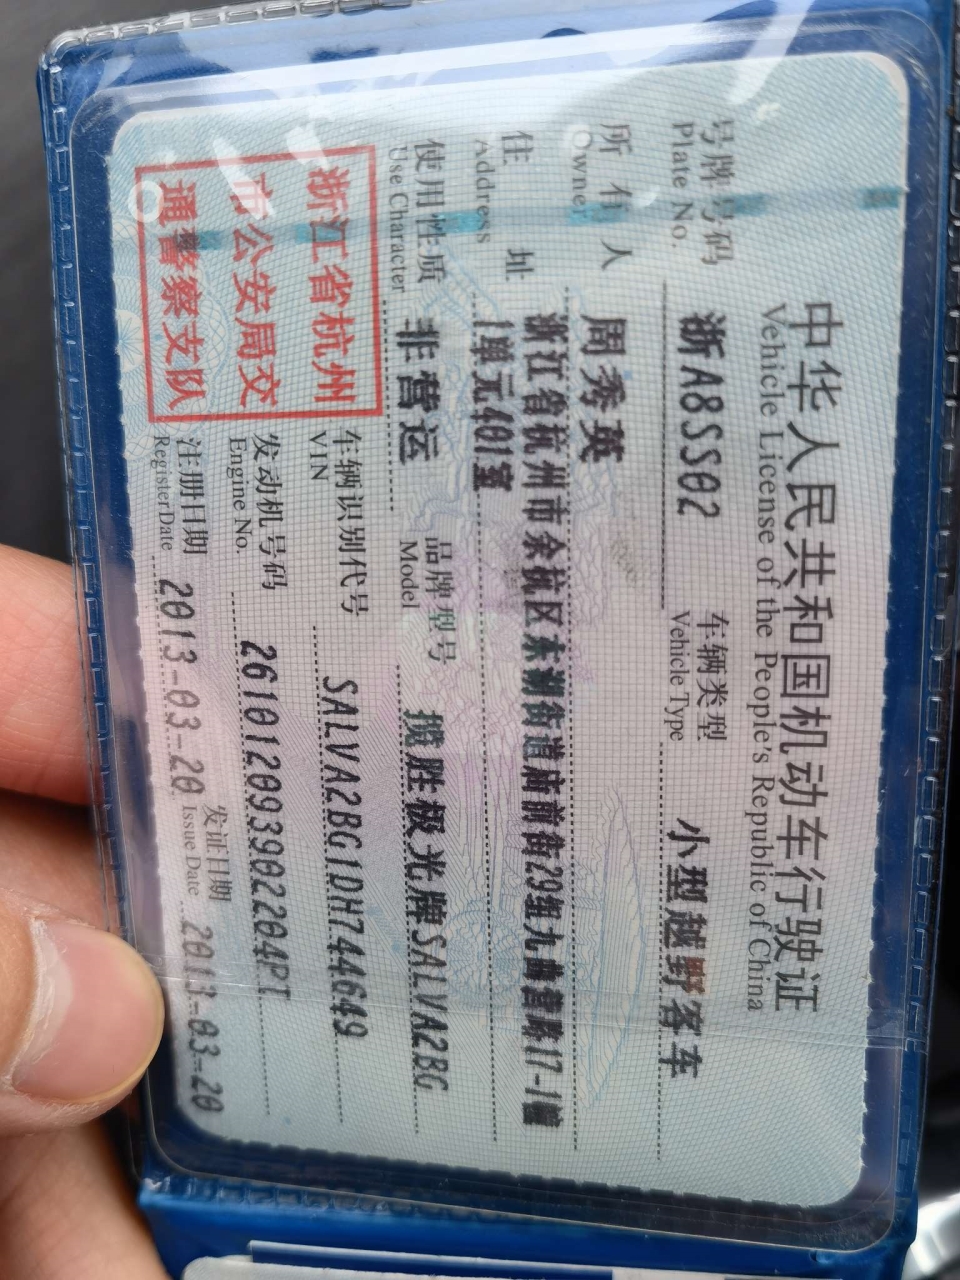 中华人民共和国机动车行驶证
Vehicle License of the People's Republic of China
号牌号码 浙A8SS02 车辆类型 小型越野客车
Plate No. Vehicle Type
所有人 周秀英
Owner
住址 浙江省杭州市余杭区东湖街道庙前街29组九曲营路17-1幢
Address 1单元401室
使用性质 非营运 品牌型号 揽胜极光牌SALVA2BG
Use Character Model
浙江省杭州
市公安局交
通警察支队
车辆识别代号 SALVA2BG1DH744649
VIN
发动机号码 261012093902204PT
Engine No.
注册日期 2013-03-20 发证日期 2013-03-20
Register Date Issue Date